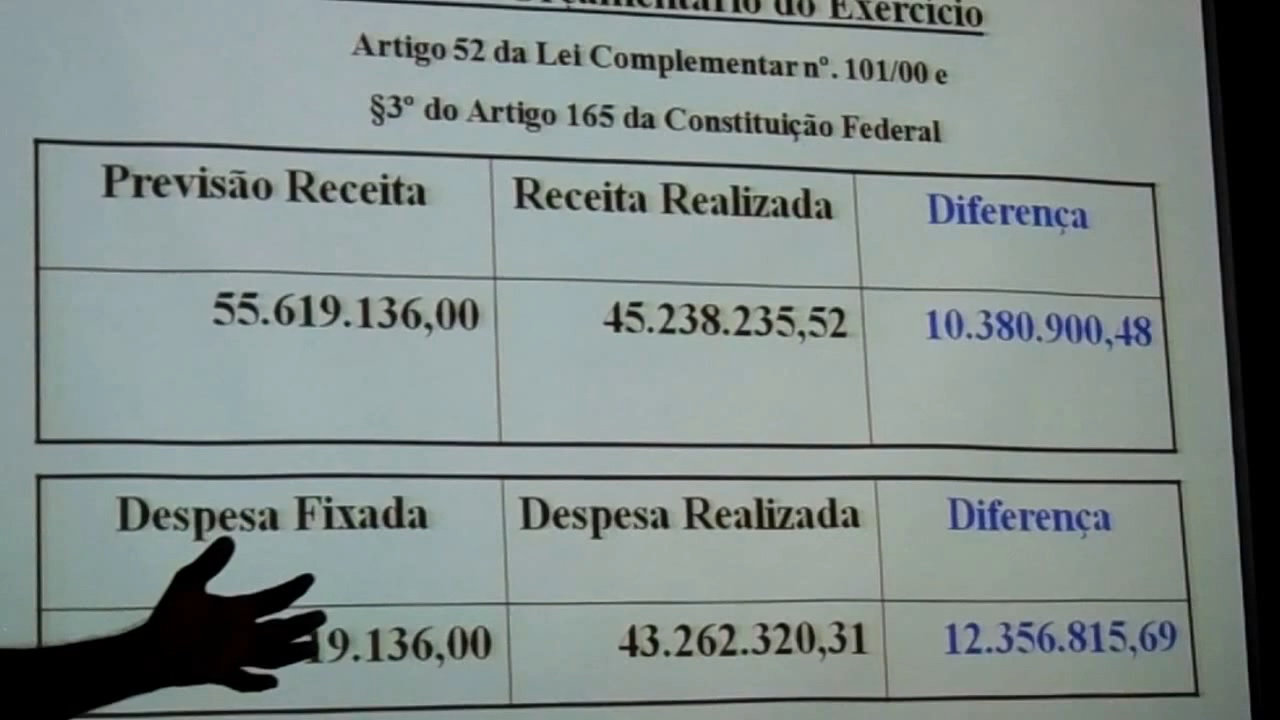 do Exercício
Artigo 52 da Lei Complementar nº. 101/00 e
§3º do Artigo 165 da Constituição Federal
Previsão Receita Receita Realizada Diferença
55.619.136,00 45.238.235,52 10.380.900,48
Despesa Fixada Despesa Realizada Diferença
19.136,00 43.262.320,31 12.356.815,69